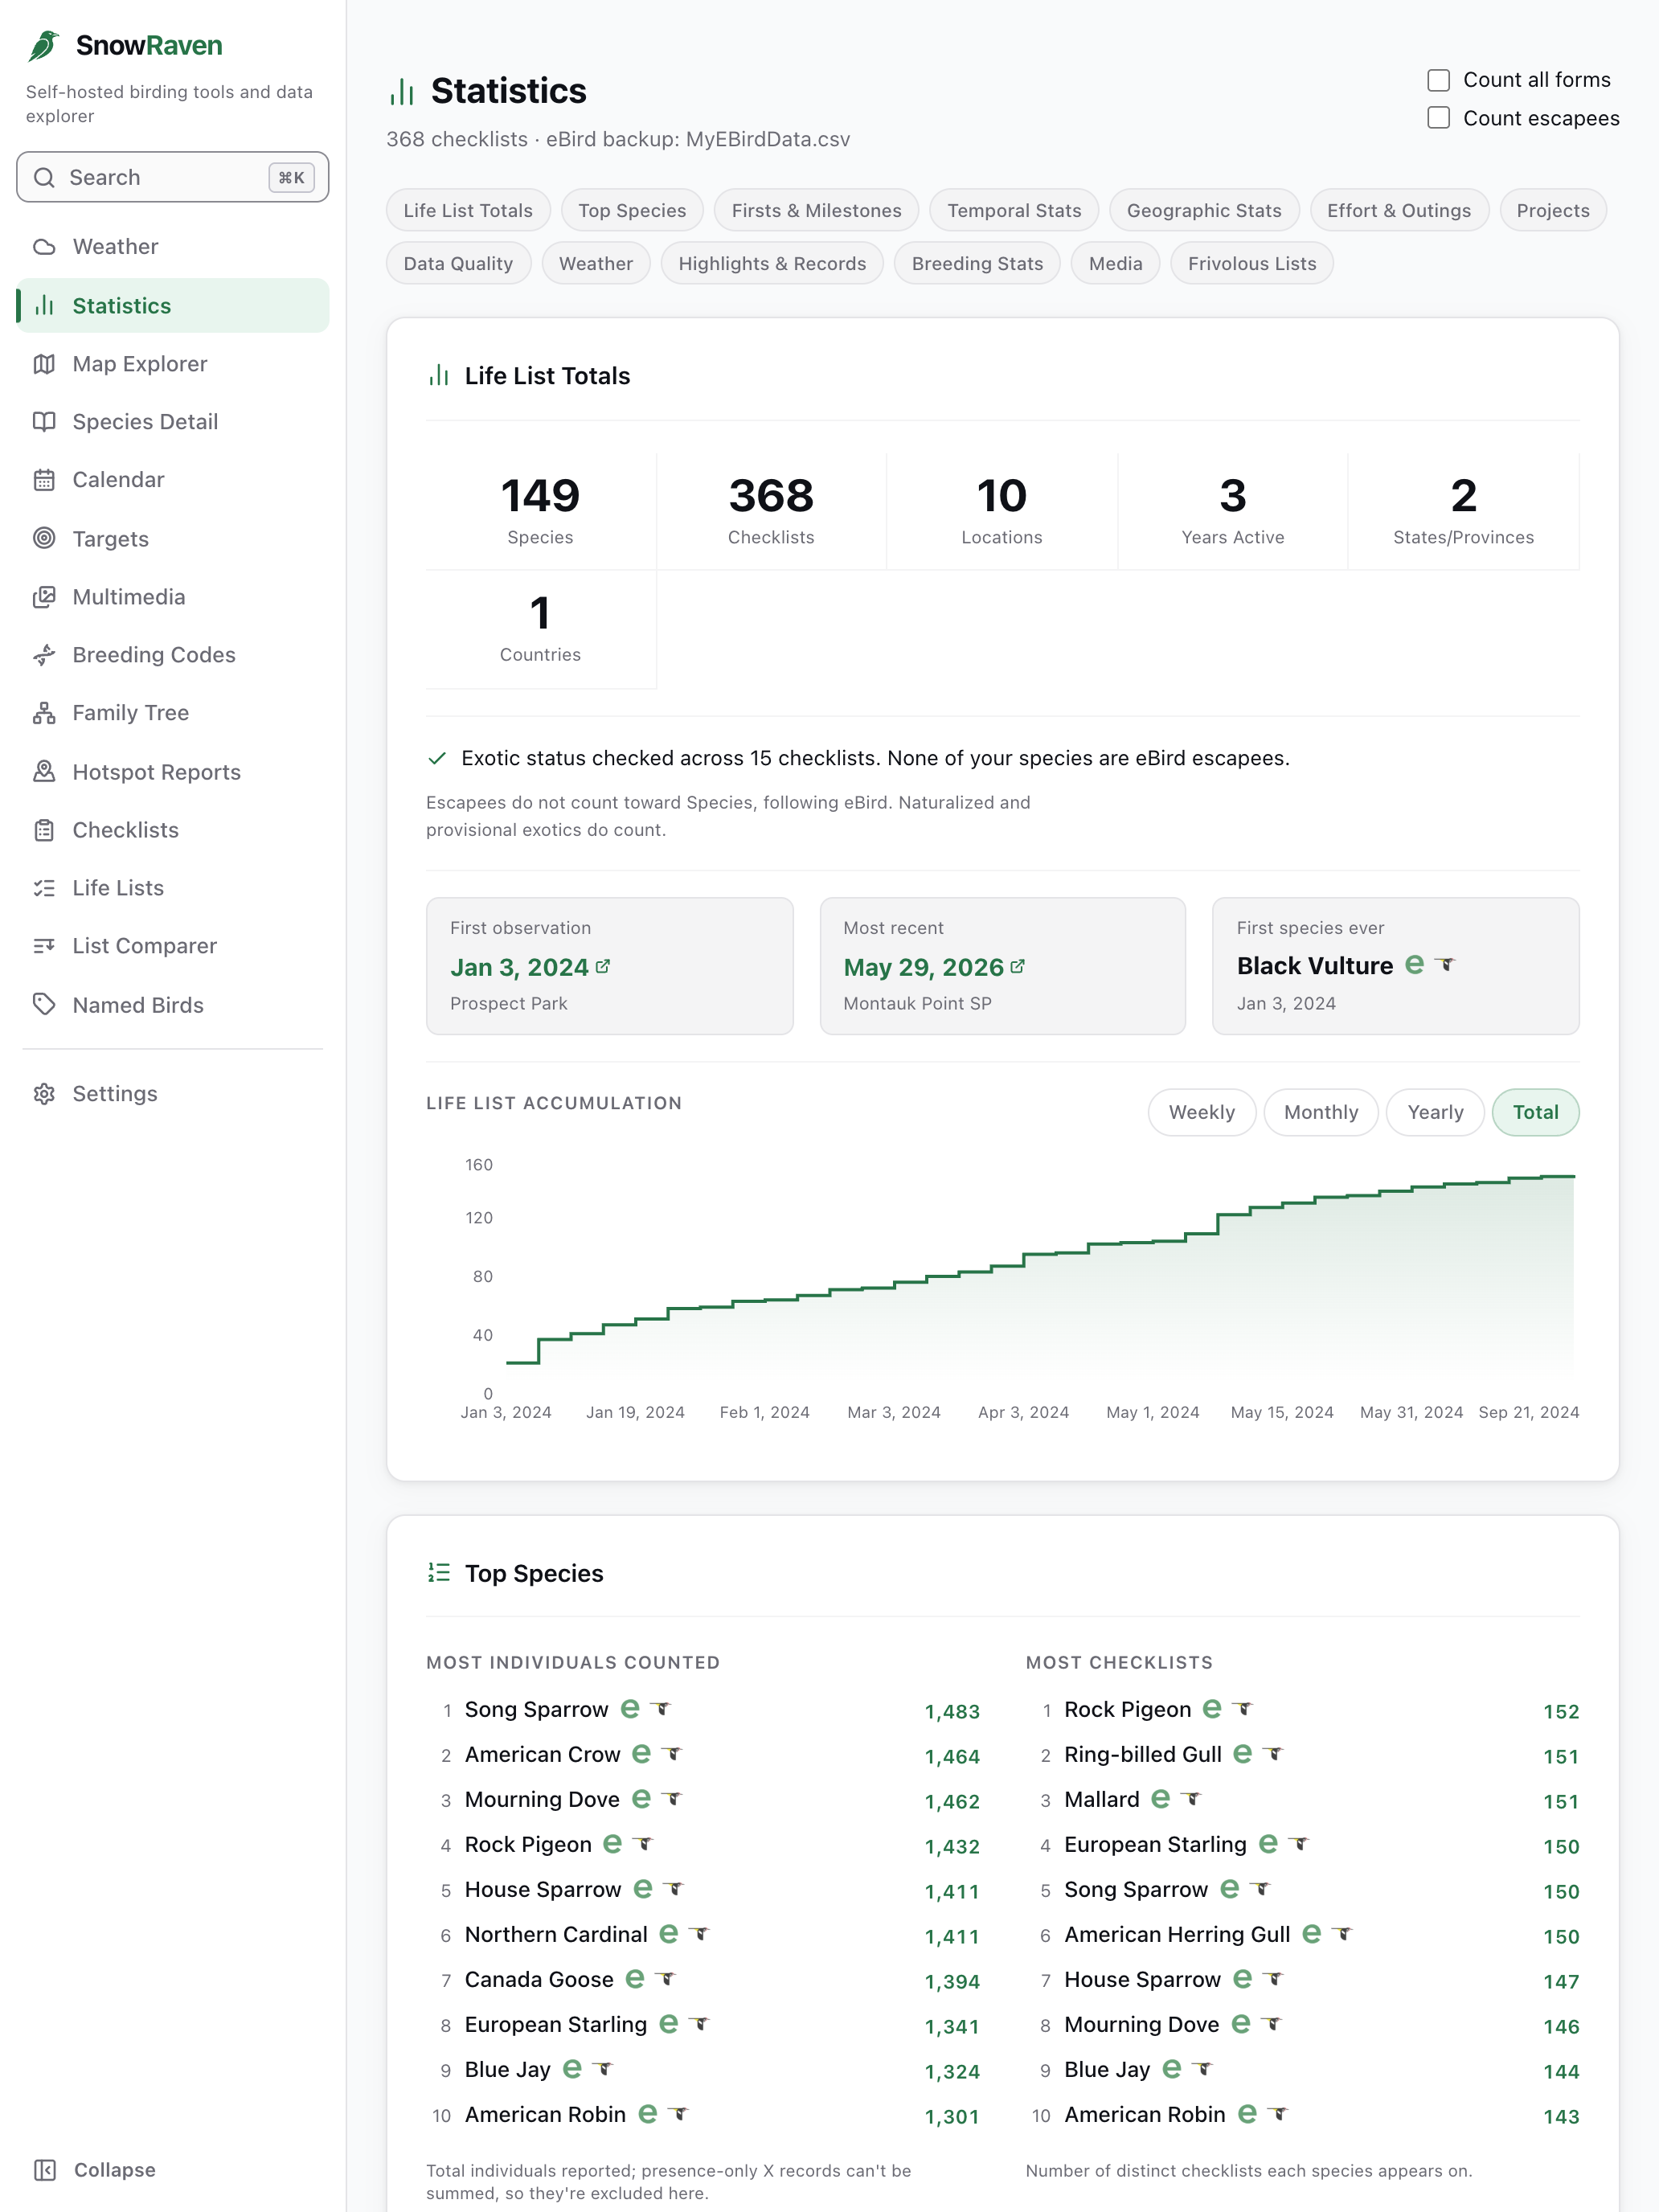 SnowRaven
Self-hosted birding tools and data
explorer
Search ⌘K
Weather
Statistics
Map Explorer
Species Detail
Calendar
Targets
Multimedia
Breeding Codes
Family Tree
Hotspot Reports
Checklists
Life Lists
List Comparer
Named Birds
Settings
Collapse
Statistics
368 checklists · eBird backup: MyEBirdData.csv
Count all forms
Count escapees
Life List Totals Top Species Firsts & Milestones Temporal Stats Geographic Stats Effort & Outings Projects
Data Quality Weather Highlights & Records Breeding Stats Media Frivolous Lists
Life List Totals
149 368 10 3 2
Species Checklists Locations Years Active States/Provinces
1
Countries
Exotic status checked across 15 checklists. None of your species are eBird escapees.
Escapees do not count toward Species, following eBird. Naturalized and
provisional exotics do count.
First observation
Jan 3, 2024
Prospect Park
Most recent
May 29, 2026
Montauk Point SP
First species ever
Black Vulture e
Jan 3, 2024
LIFE LIST ACCUMULATION
Weekly Monthly Yearly Total
160
120
80
40
0
Jan 3, 2024 Jan 19, 2024 Feb 1, 2024 Mar 3, 2024 Apr 3, 2024 May 1, 2024 May 15, 2024 May 31, 2024 Sep 21, 2024
Top Species
MOST INDIVIDUALS COUNTED
1 Song Sparrow e 1,483
2 American Crow e 1,464
3 Mourning Dove e 1,462
4 Rock Pigeon e 1,432
5 House Sparrow e 1,411
6 Northern Cardinal e 1,411
7 Canada Goose e 1,394
8 European Starling e 1,341
9 Blue Jay e 1,324
10 American Robin e 1,301
Total individuals reported; presence-only X records can't be
summed, so they're excluded here.
MOST CHECKLISTS
1 Rock Pigeon e 152
2 Ring-billed Gull e 151
3 Mallard e 151
4 European Starling e 150
5 Song Sparrow e 150
6 American Herring Gull e 150
7 House Sparrow e 147
8 Mourning Dove e 146
9 Blue Jay e 144
10 American Robin e 143
Number of distinct checklists each species appears on.